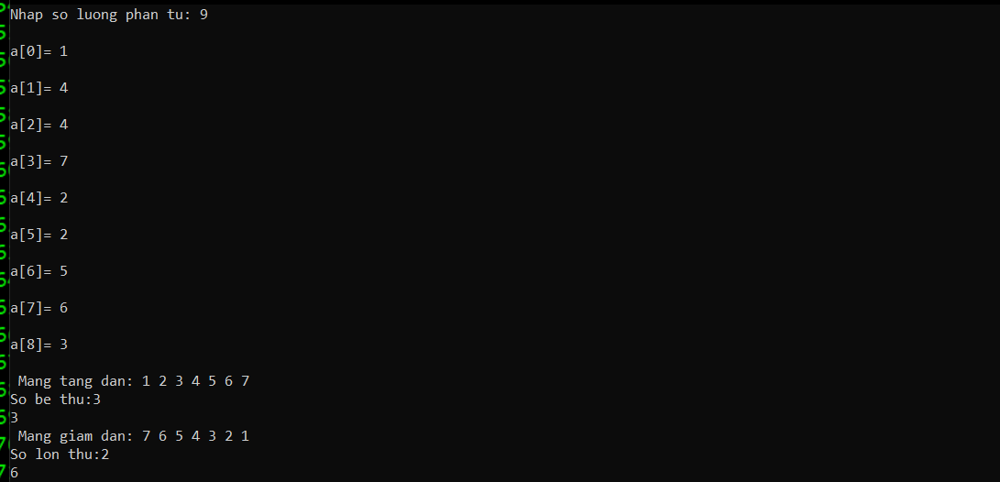 Nhap so luong phan tu: 9
a[0]= 1
a[1]= 4
a[2]= 4
a[3]= 7
a[4]= 2
a[5]= 2
a[6]= 5
a[7]= 6
a[8]= 3
Mang tang dan: 1 2 3 4 5 6 7
So be thu:3
3
Mang giam dan: 7 6 5 4 3 2 1
So lon thu:2
6